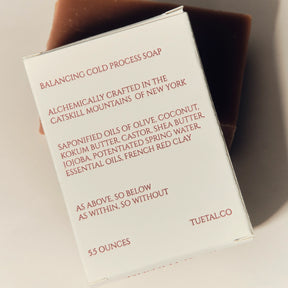 BALANCING COLD PROCESS SOAP
ALCHEMICALLY CRAFTED IN THE
CATSKILL MOUNTAINS OF NEW YORK
SAPONIFIED OILS OF OLIVE, COCONUT,
KOKUM BUTTER, CASTOR, SHEA BUTTER,
JOJOBA, POTENTIATED SPRING WATER,
ESSENTIAL OILS, FRENCH RED CLAY
AS ABOVE, SO BELOW
AS WITHIN, SO WITHOUT
5.5 OUNCES
TUETAL.CO